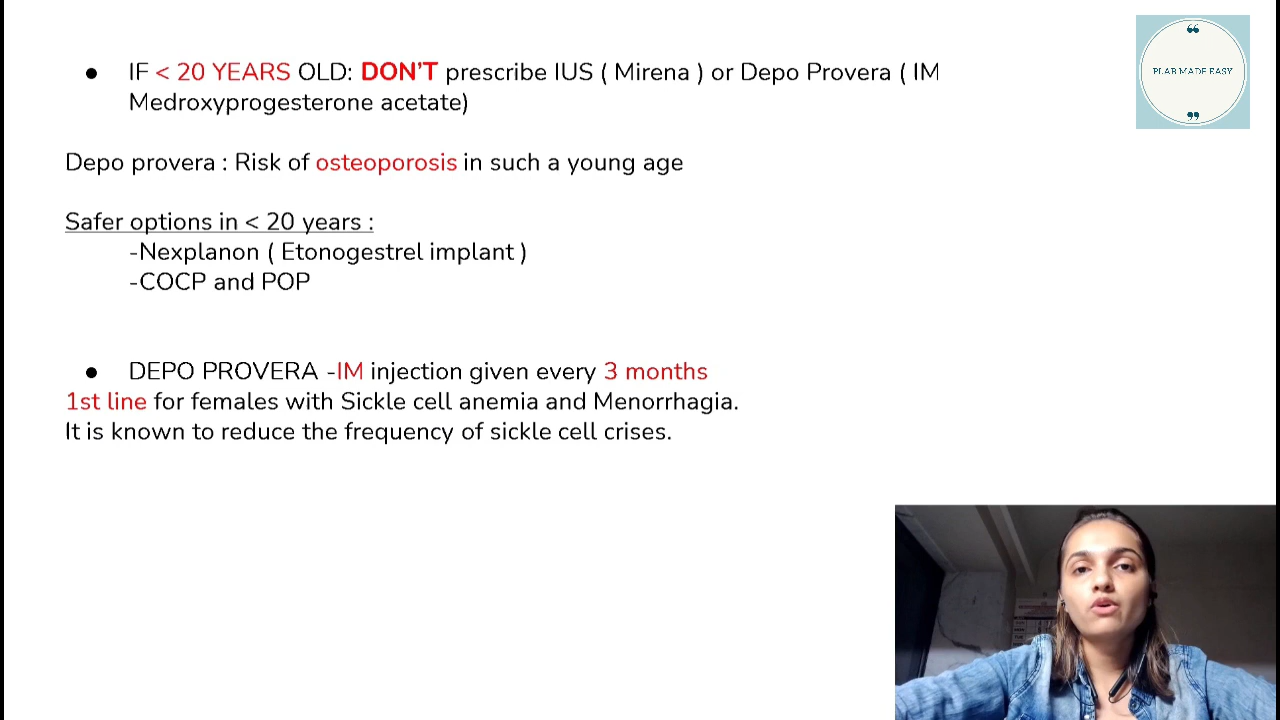 ● IF < 20 YEARS OLD: DON'T prescribe IUS ( Mirena ) or Depo Provera ( IM
Medroxyprogesterone acetate)
Depo provera : Risk of osteoporosis in such a young age
Safer options in < 20 years :
-Nexplanon ( Etonogestrel implant )
-COCP and POP
● DEPO PROVERA -IM injection given every 3 months
1st line for females with Sickle cell anemia and Menorrhagia.
It is known to reduce the frequency of sickle cell crises.
“
PLAB MADE EASY
”